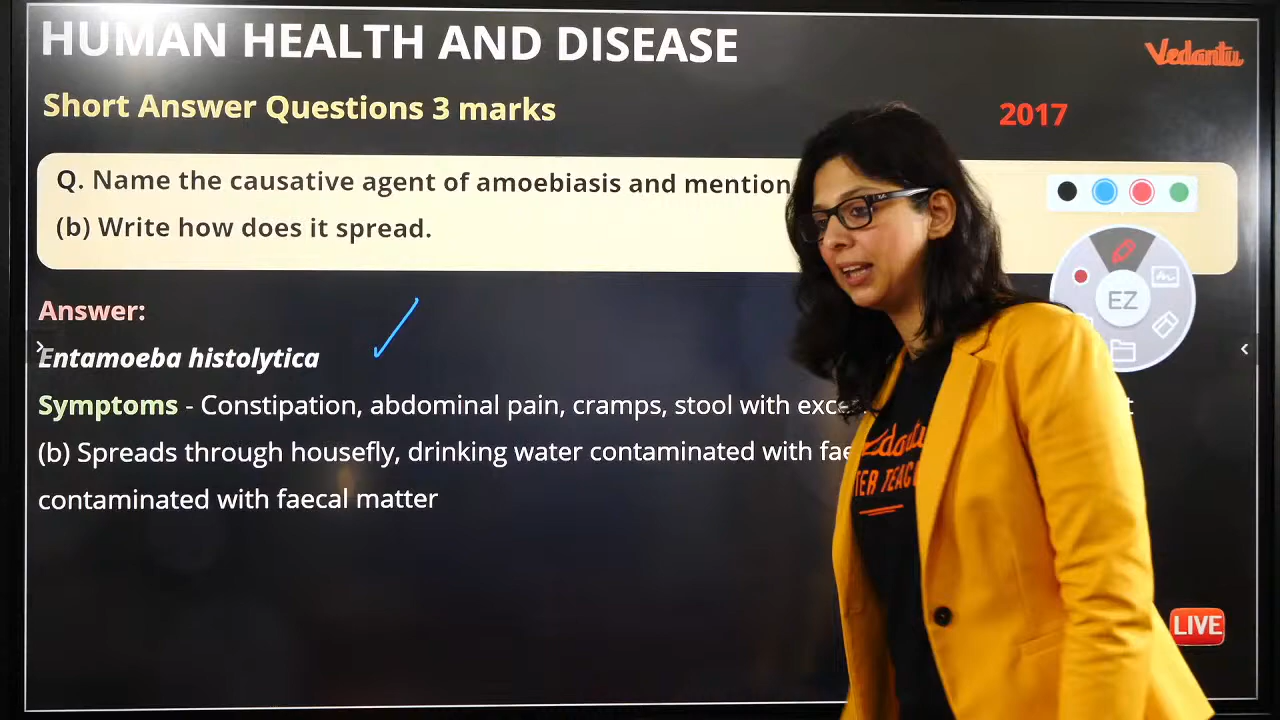 HUMAN HEALTH AND DISEASE
Vedantu
Short Answer Questions 3 marks
2017
Q. Name the causative agent of amoebiasis and mention
(b) Write how does it spread.
EZ
Answer:
Entamoeba histolytica
Symptoms - Constipation, abdominal pain, cramps, stool with
(b) Spreads through housefly, drinking water contaminated with
contaminated with faecal matter
LIVE